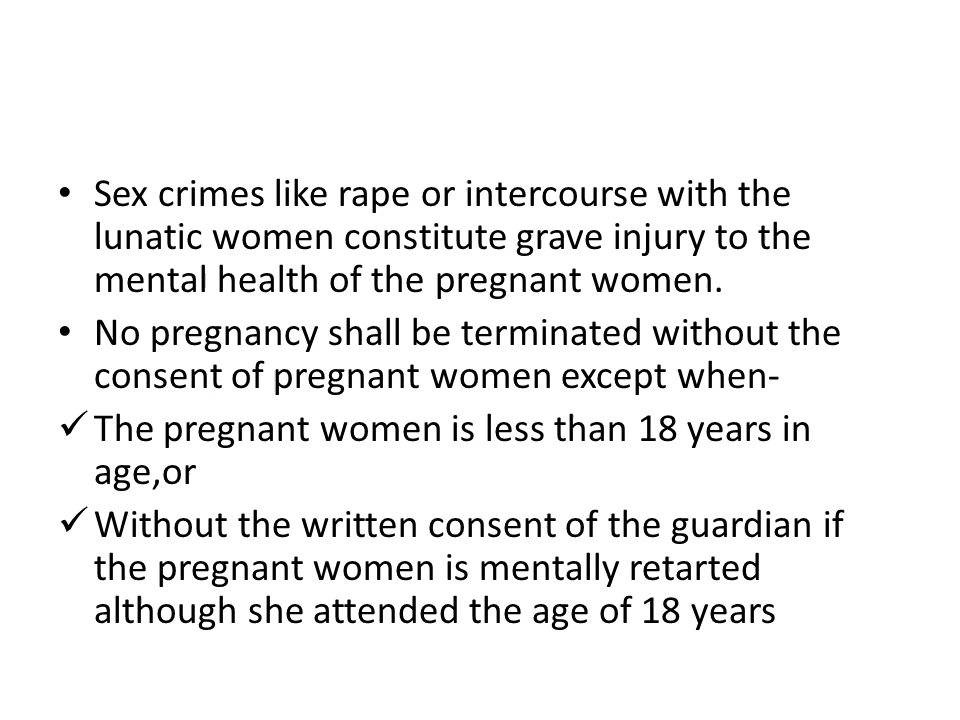 • Sex crimes like rape or intercourse with the
lunatic women constitute grave injury to the
mental health of the pregnant women.
• No pregnancy shall be terminated without the
consent of pregnant women except when-
✓ The pregnant women is less than 18 years in
age,or
✓ Without the written consent of the guardian if
the pregnant women is mentally retarted
although she attended the age of 18 years